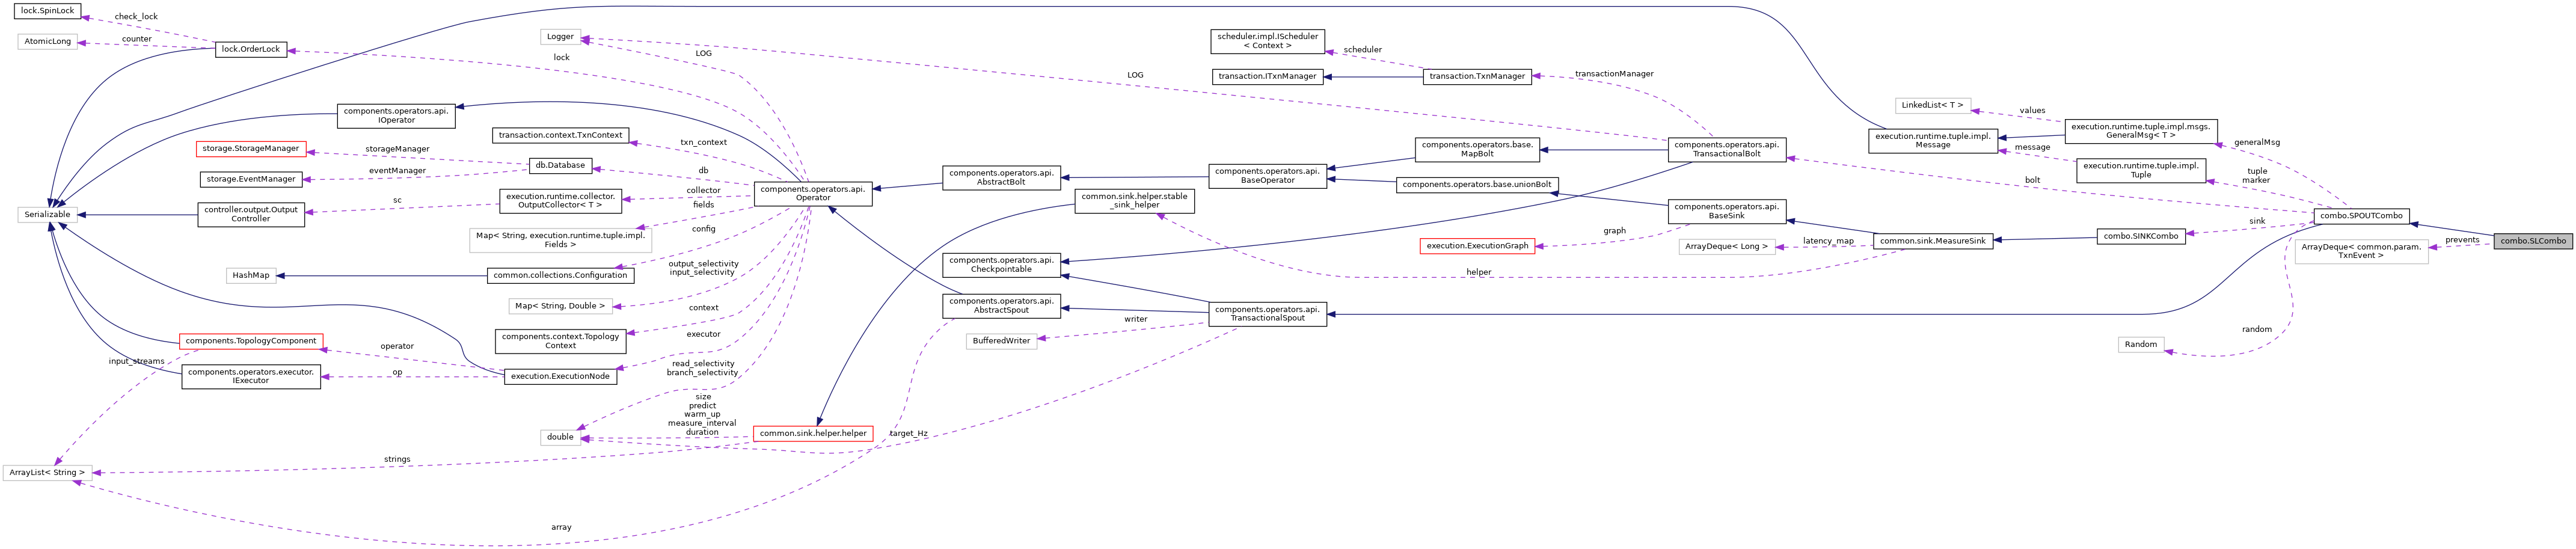 lock.SpinLock
check_lock
AtomicLong
counter
lock.OrderLock
Logger
LOG
lock
scheduler.impl.IScheduler
< Context >
scheduler
transaction.ITxnManager
transaction.TxnManager
transactionManager
LOG
LinkedList< T >
values
execution.runtime.tuple.impl.msgs.
GeneralMsg< T >
generalMsg
execution.runtime.tuple.impl.
Message
message
execution.runtime.tuple.impl.
Tuple
tuple
marker
components.operators.api.
IOperator
transaction.context.TxnContext
txn_context
storage.StorageManager
storageManager
db.Database
db
storage.EventManager
eventManager
execution.runtime.collector.
OutputCollector< T >
collector
fields
Serializable
controller.output.Output
Controller
sc
Map< String, execution.runtime.tuple.impl.
Fields >
config
components.operators.api.
Operator
components.operators.api.
AbstractBolt
common.sink.helper.stable
_sink_helper
components.operators.api.
BaseOperator
components.operators.base.
MapBolt
components.operators.base.unionBolt
components.operators.api.
TransactionalBolt
bolt
components.operators.api.
BaseSink
graph
execution.ExecutionGraph
ArrayDeque< Long >
latency_map
common.sink.MeasureSink
combo.SINKCombo
sink
combo.SPOUTCombo
ArrayDeque< common.param.
TxnEvent >
prevents
combo.SLCombo
helper
HashMap
common.collections.Configuration
output_selectivity
input_selectivity
Map< String, Double >
context
components.context.Topology
Context
executor
components.operators.api.
Checkpointable
components.operators.api.
AbstractSpout
components.operators.api.
TransactionalSpout
writer
BufferedWriter
random
Random
components.TopologyComponent
operator
input_streams
components.operators.executor.
IExecutor
op
execution.ExecutionNode
read_selectivity
branch_selectivity
size
predict
warm_up
measure_interval
duration
double
common.sink.helper.helper
target_Hz
strings
ArrayList< String >
array